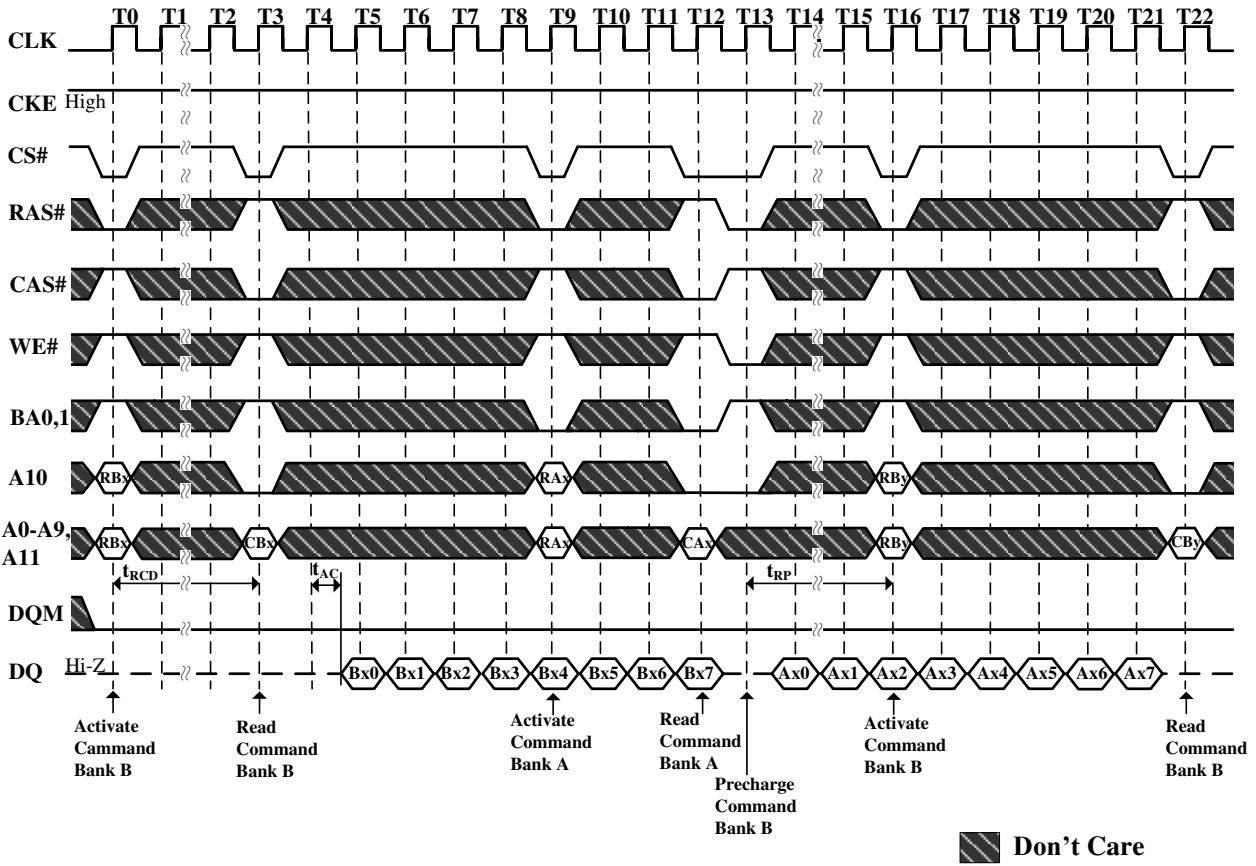 T0 T1 T2 T3 T4 T5 T6 T7 T8 T9 T10 T11 T12 T13 T14 T15 T16 T17 T18 T19 T20 T21 T22
CLK
CKE High
CS#
RAS#
CAS#
WE#
BA0,1
A10 RBx RAx RBy
A0-A9,
A11 RBx CBx RAx CAx RBy CBy
tRCD tAC tRP
DQM
DQ Hi-Z Bx0 Bx1 Bx2 Bx3 Bx4 Bx5 Bx6 Bx7 Ax0 Ax1 Ax2 Ax3 Ax4 Ax5 Ax6 Ax7
Activate
Cammand
Bank B
Read
Command
Bank B
Activate
Command
Bank A
Read
Command
Bank A
Precharge
Command
Bank B
Activate
Command
Bank B
Read
Command
Bank B
Don't Care